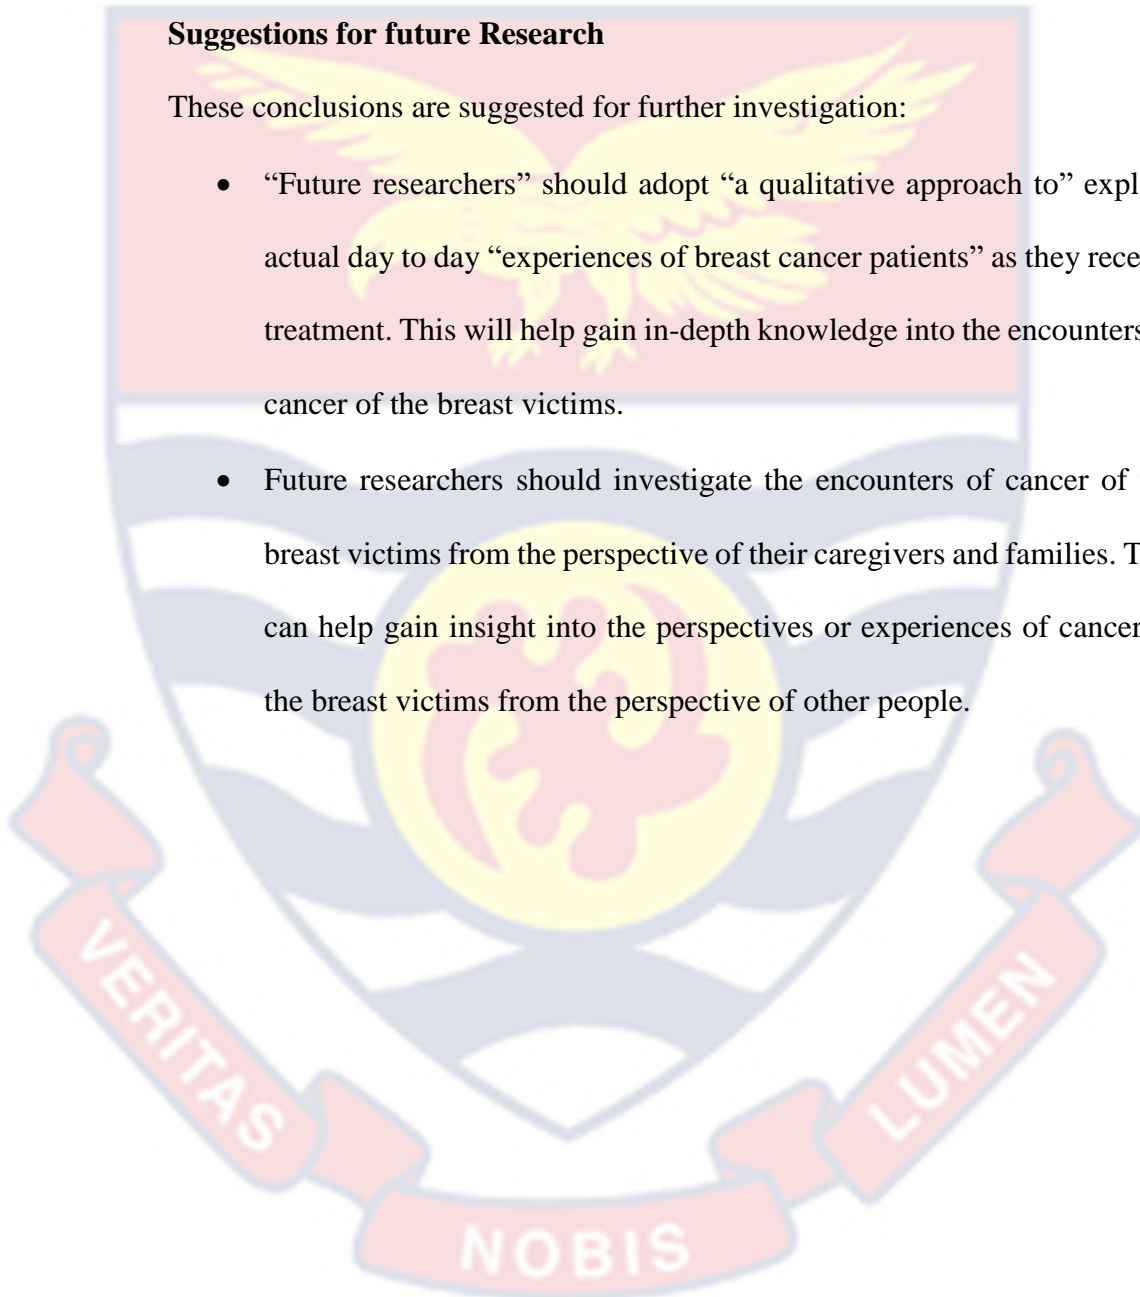 Suggestions for future Research
These conclusions are suggested for further investigation:
• “Future researchers” should adopt “a qualitative approach to”
actual day to day “experiences of breast cancer patients” as they
treatment. This will help gain in-depth knowledge into the encounters
cancer of the breast victims.
• Future researchers should investigate the encounters of cancer of
breast victims from the perspective of their caregivers and families.
can help gain insight into the perspectives or experiences of cancer
the breast victims from the perspective of other people.
VERITAS
NOBIS
LUMEN